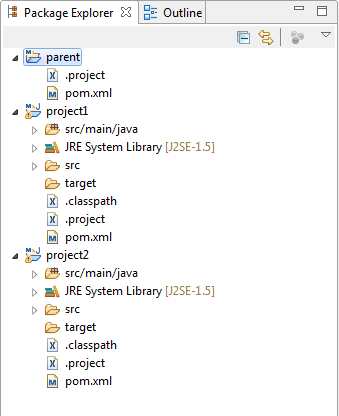 Package Explorer Outline
parent
.project
pom.xml
project1
src/main/java
JRE System Library [J2SE-1.5]
src
target
.classpath
.project
pom.xml
project2
src/main/java
JRE System Library [J2SE-1.5]
src
target
.classpath
.project
pom.xml